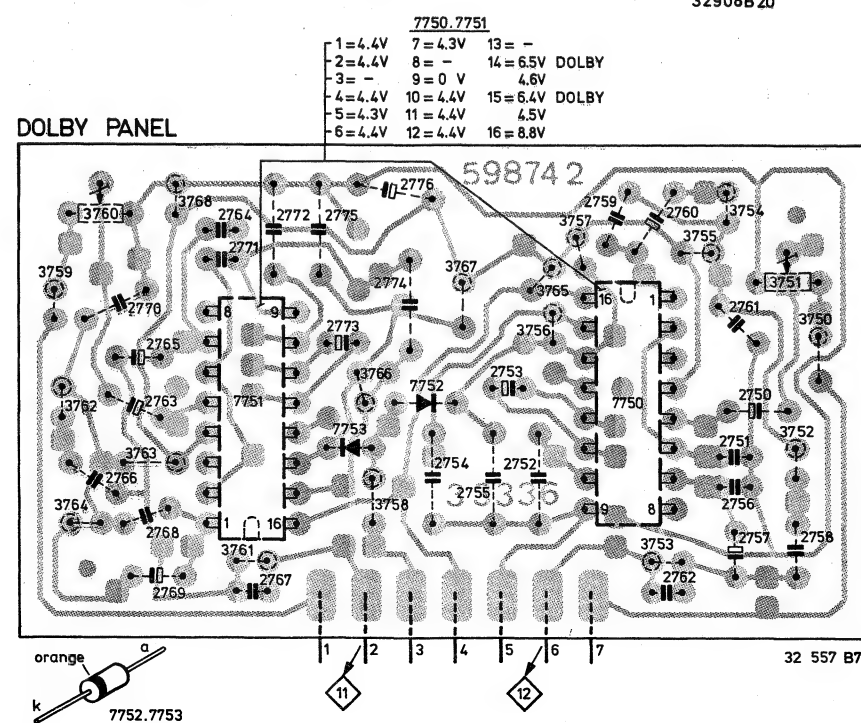 32908B20
7750.7751
1=4.4V 7=4.3V 13= -
2=4.4V 8= - 14=6.5V DOLBY
3= - 9=0 V 4.6V
4=4.4V 10=4.4V 15=6.4V DOLBY
5=4.3V 11=4.4V 4.5V
6=4.4V 12=4.4V 16=8.8V
DOLBY PANEL
598742
3768 2776 2759
3760 2764 2772 2775 3757 2760 3754
2771 3755
3759 2774 3767
3765 3751
2770 8 9 16 1 2761 3750
2765 2773 3756
3766 7752 2753
3762 2763 7751 7750 2750
7753 3752
3763 2754 2752 2751
2766 2755 2756
3758 39336
3764 2768 1 16 9 8 2757 2758
3761 3753
2769 2767 2762
1 2 3 4 5 6 7
32 557 B7
orange a
11 12
k
7752.7753